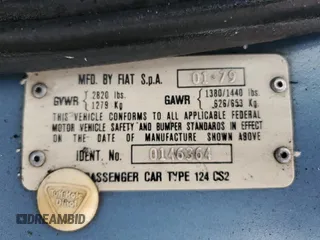 MFD. BY FIAT S.p.A. 01-79
GVWR 2820 lbs. GAWR 1380/1440 lb.
1279 Kg .626/653 Kg.
THIS VEHICLE CONFORMS TO ALL APPLICABLE FEDERAL
MOTOR VEHICLE SAFETY AND BUMPER STANDARDS IN EFFECT
ON THE DATE OF MANUFACTURE SHOWN ABOVE
IDENT. No. 0146364
PASSENGER CAR TYPE 124 CS2
DREAMBID